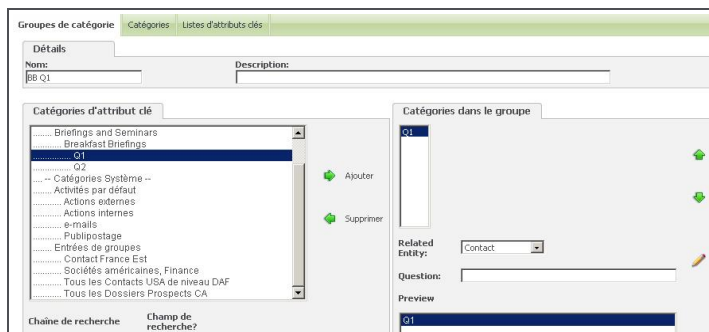 Groupes de catégorie Catégories Listes d'attributs clés
Détails
Nom: Description:
BB Q1
Catégories d'attribut clé
........ Briefings and Seminars
............ Breakfast Briefings
................ Q1
................ Q2
.... -- Catégories Système --
........ Activités par défaut
............ Actions externes
............ Actions internes
............ e-mails
............ Publipostage
........ Entrées de groupes
............ Contact France Est
............ Sociétés américaines, Finance
............ Tous les Contacts USA de niveau DAF
............ Tous les Dossiers Prospects CA
Chaîne de recherche Champ de recherche?
Ajouter
Supprimer
Catégories dans le groupe
Q1
Related Entity: Contact
Question:
Preview
Q1